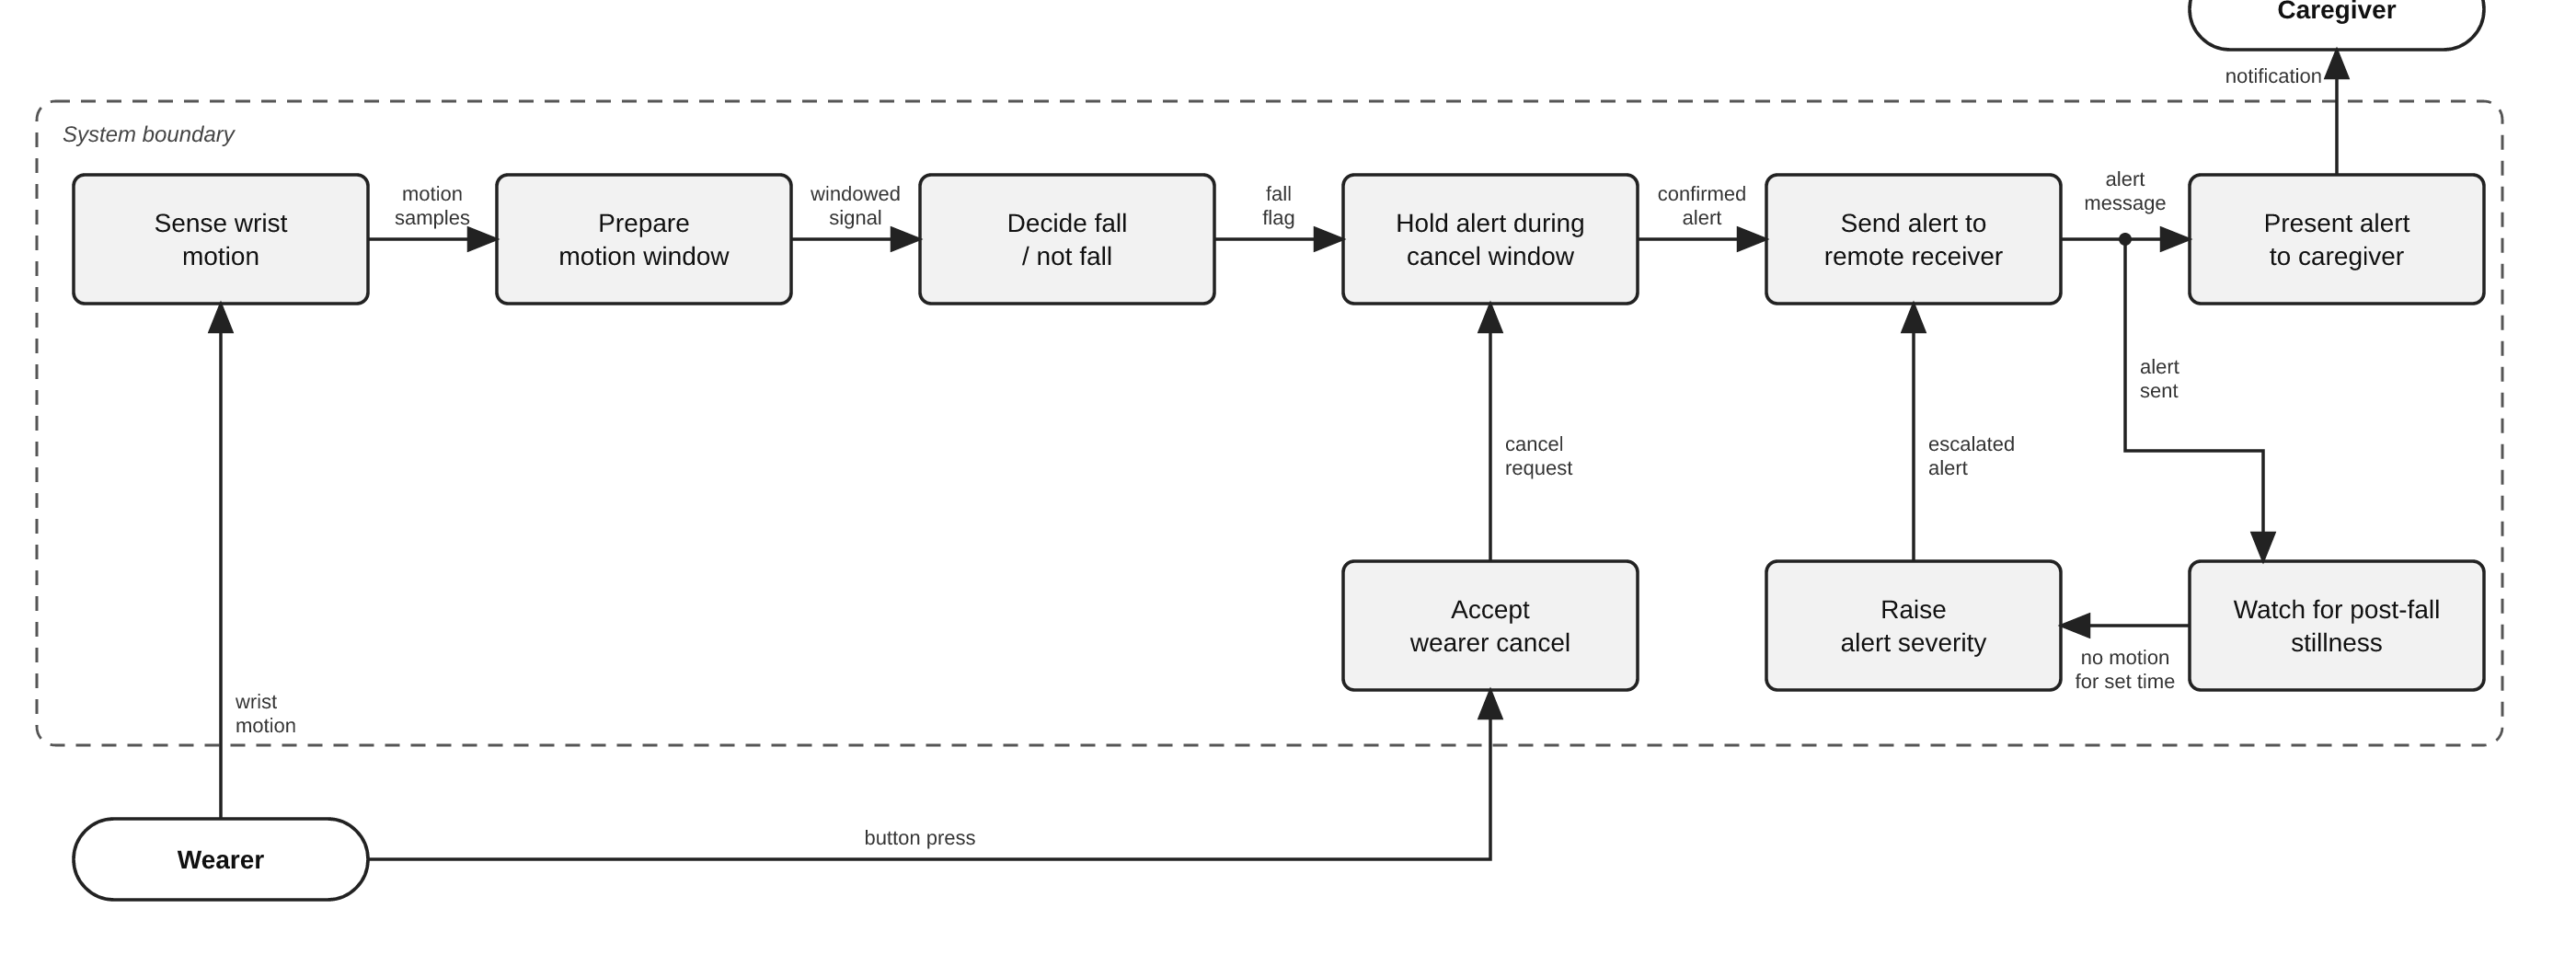 Caregiver
notification
System boundary
Sense wrist
motion
motion
samples
Prepare
motion window
windowed
signal
Decide fall
/ not fall
fall
flag
Hold alert during
cancel window
confirmed
alert
Send alert to
remote receiver
alert
message
Present alert
to caregiver
alert
sent
cancel
request
escalated
alert
Accept
wearer cancel
Raise
alert severity
no motion
for set time
Watch for post-fall
stillness
wrist
motion
button press
Wearer